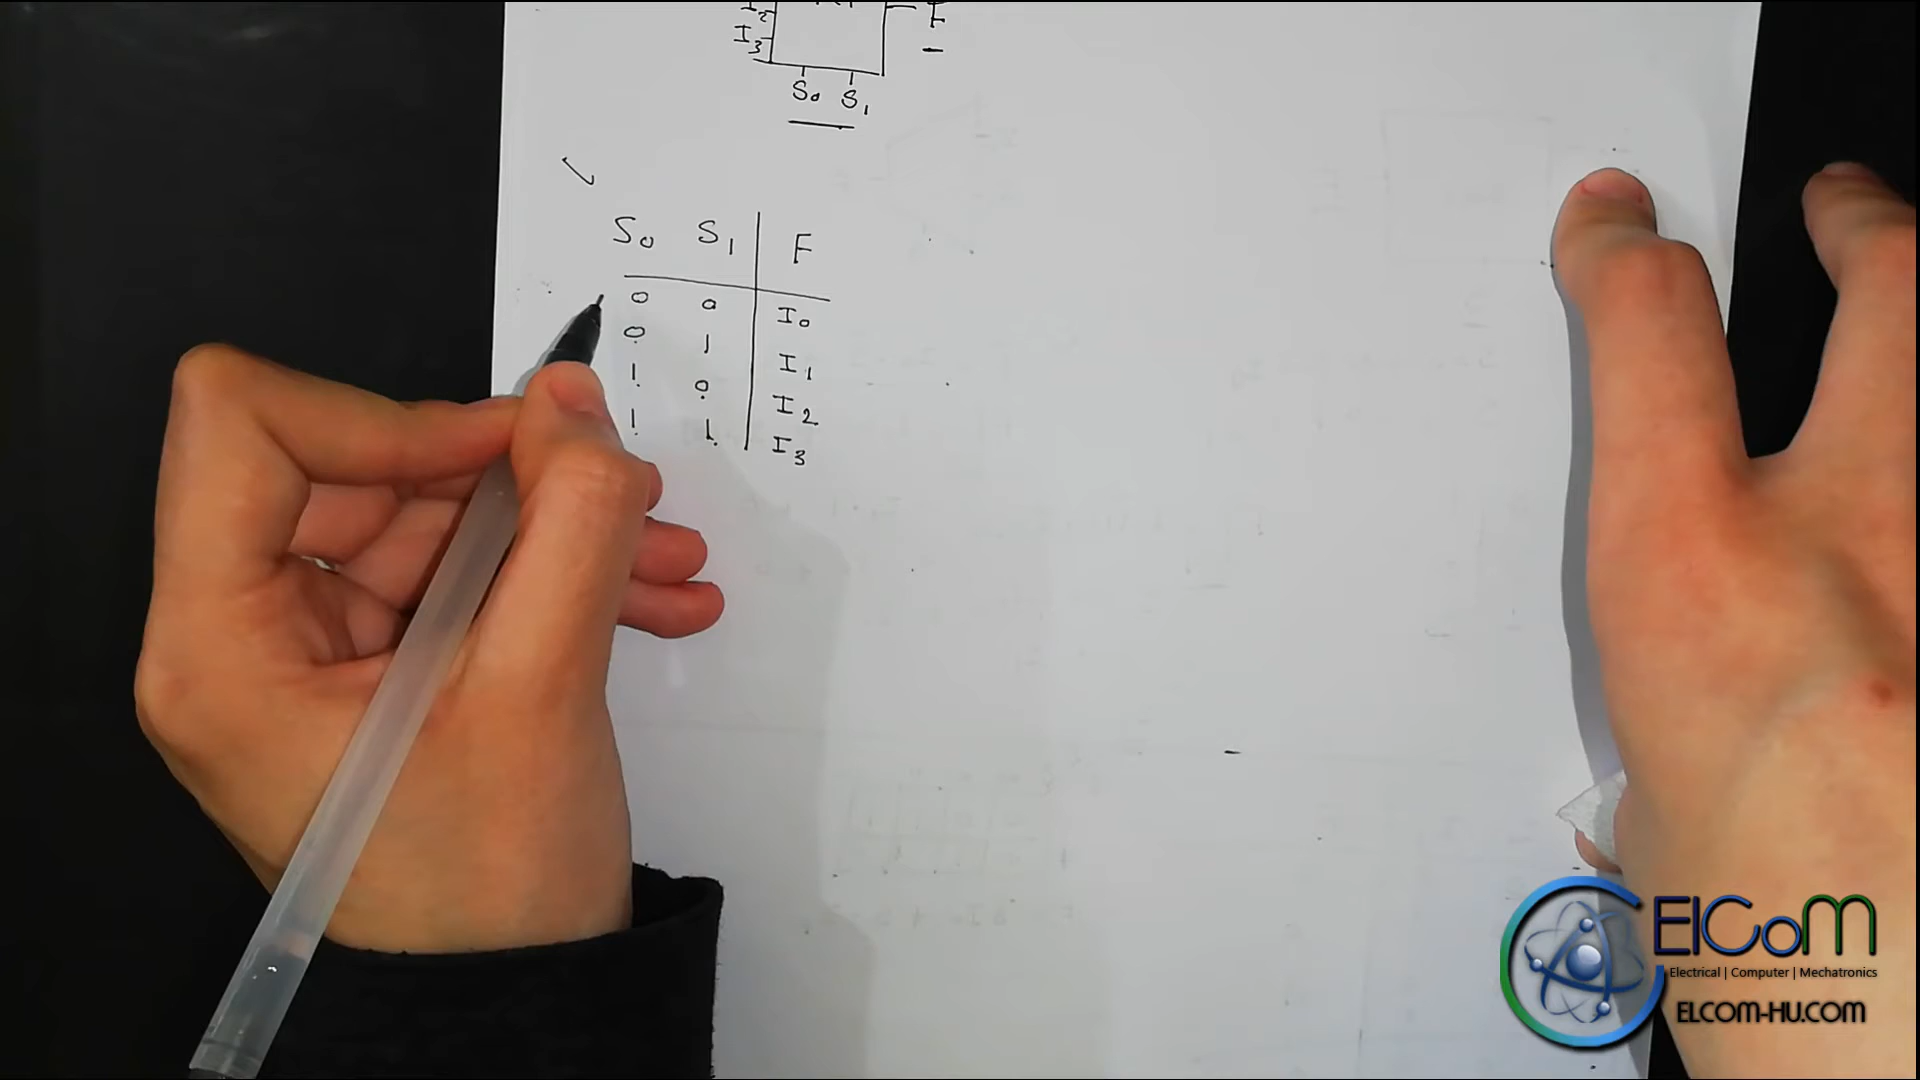 I2
I3
F
S0 S1
S0 S1 F
0 0 I0
0 1 I1
1 0 I2
1 1 I3
ElCoM
Electrical | Computer | Mechatronics
ELCOM-HU.COM